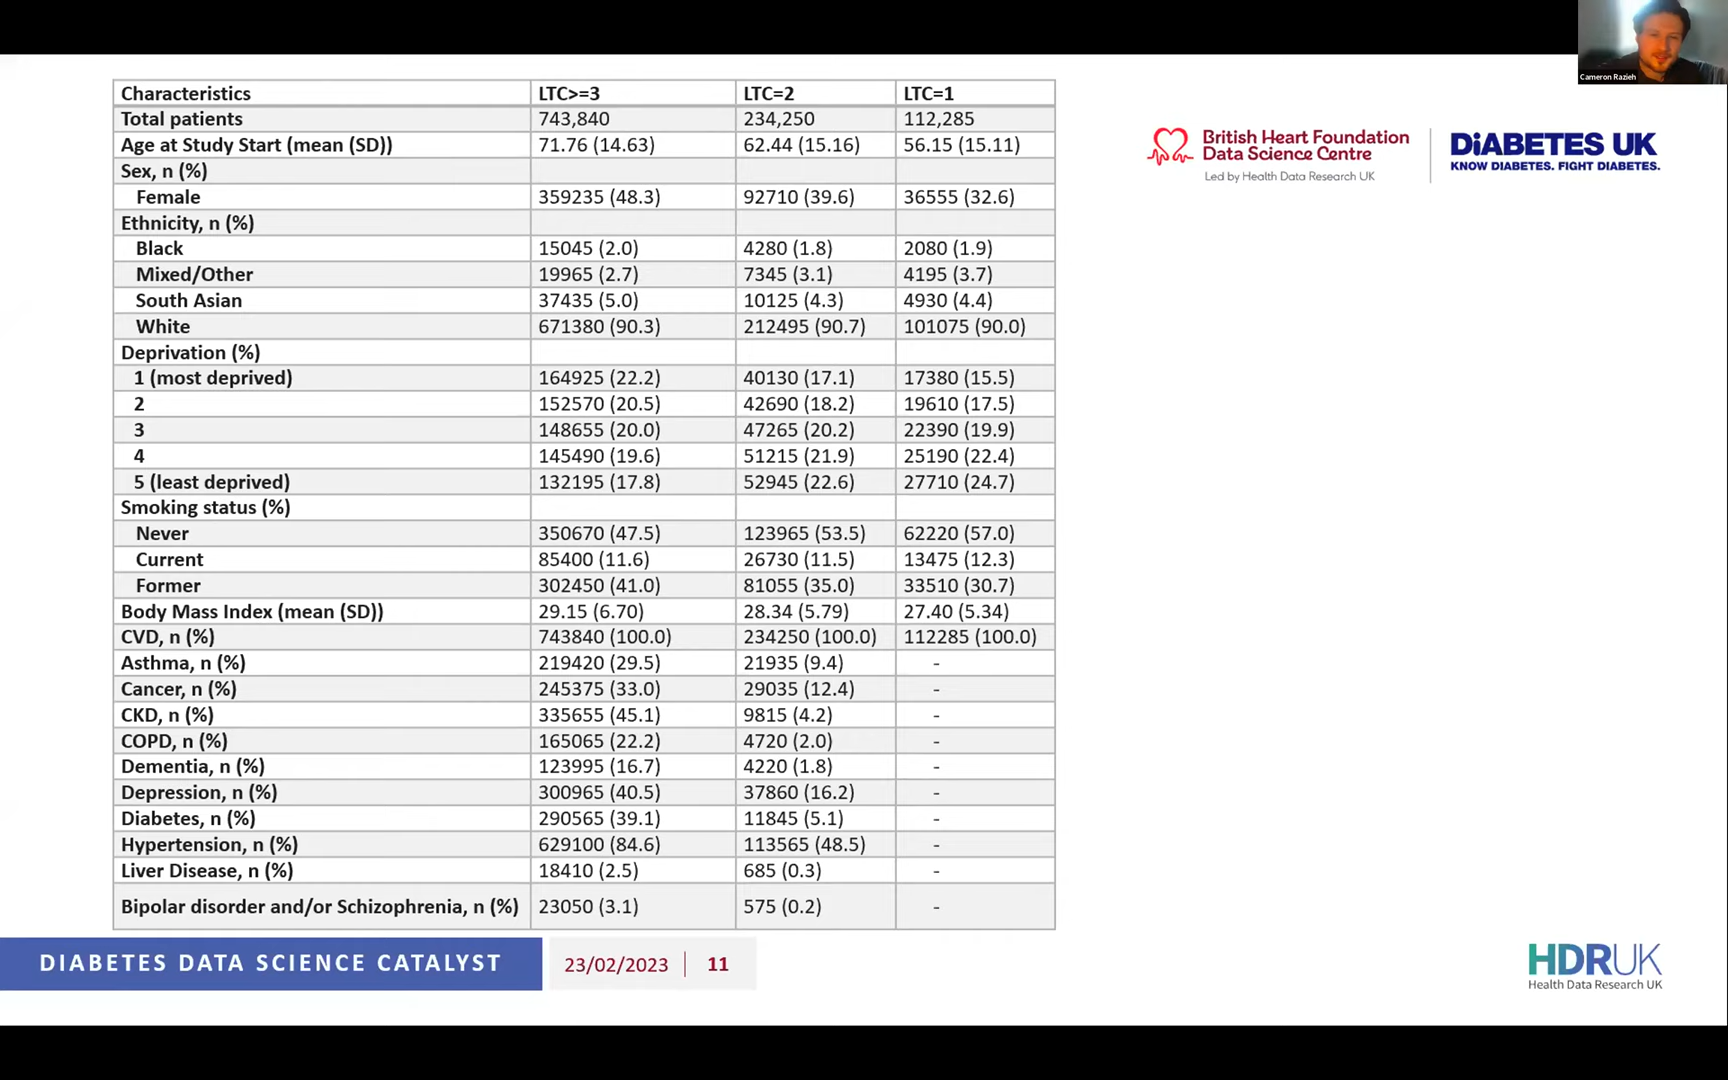 Cameron Razieh
Characteristics LTC>=3 LTC=2 LTC=1
Total patients 743,840 234,250 112,285
Age at Study Start (mean (SD)) 71.76 (14.63) 62.44 (15.16) 56.15 (15.11)
Sex, n (%)
Female 359235 (48.3) 92710 (39.6) 36555 (32.6)
Ethnicity, n (%)
Black 15045 (2.0) 4280 (1.8) 2080 (1.9)
Mixed/Other 19965 (2.7) 7345 (3.1) 4195 (3.7)
South Asian 37435 (5.0) 10125 (4.3) 4930 (4.4)
White 671380 (90.3) 212495 (90.7) 101075 (90.0)
Deprivation (%)
1 (most deprived) 164925 (22.2) 40130 (17.1) 17380 (15.5)
2 152570 (20.5) 42690 (18.2) 19610 (17.5)
3 148655 (20.0) 47265 (20.2) 22390 (19.9)
4 145490 (19.6) 51215 (21.9) 25190 (22.4)
5 (least deprived) 132195 (17.8) 52945 (22.6) 27710 (24.7)
Smoking status (%)
Never 350670 (47.5) 123965 (53.5) 62220 (57.0)
Current 85400 (11.6) 26730 (11.5) 13475 (12.3)
Former 302450 (41.0) 81055 (35.0) 33510 (30.7)
Body Mass Index (mean (SD)) 29.15 (6.70) 28.34 (5.79) 27.40 (5.34)
CVD, n (%) 743840 (100.0) 234250 (100.0) 112285 (100.0)
Asthma, n (%) 219420 (29.5) 21935 (9.4) -
Cancer, n (%) 245375 (33.0) 29035 (12.4) -
CKD, n (%) 335655 (45.1) 9815 (4.2) -
COPD, n (%) 165065 (22.2) 4720 (2.0) -
Dementia, n (%) 123995 (16.7) 4220 (1.8) -
Depression, n (%) 300965 (40.5) 37860 (16.2) -
Diabetes, n (%) 290565 (39.1) 11845 (5.1) -
Hypertension, n (%) 629100 (84.6) 113565 (48.5) -
Liver Disease, n (%) 18410 (2.5) 685 (0.3) -
Bipolar disorder and/or Schizophrenia, n (%) 23050 (3.1) 575 (0.2) -
British Heart Foundation
Data Science Centre
Led by Health Data Research UK
DiABETES UK
KNOW DIABETES. FIGHT DIABETES.
DIABETES DATA SCIENCE CATALYST
23/02/2023 11
HDRUK
Health Data Research UK